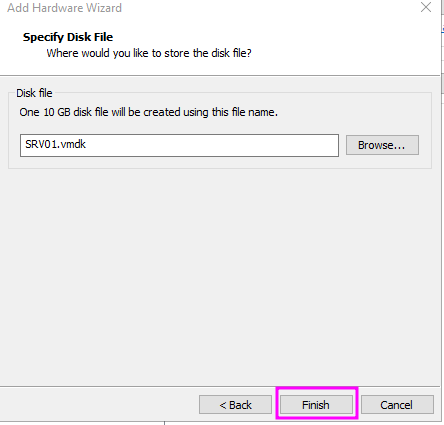 Add Hardware Wizard
Specify Disk File
Where would you like to store the disk file?
Disk file
One 10 GB disk file will be created using this file name.
SRV01.vmdk
Browse...
< Back
Finish
Cancel